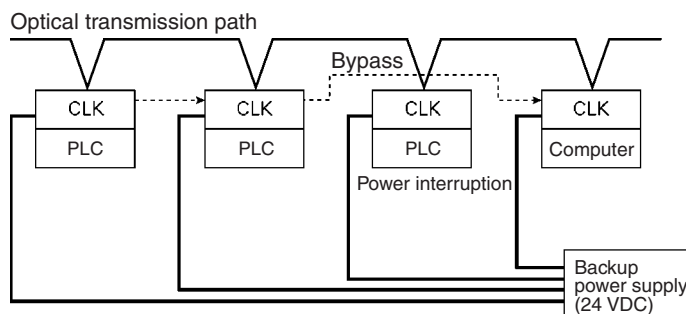 Optical transmission path
Bypass
CLK
CLK
CLK
CLK
PLC
PLC
PLC
Computer
Power interruption
Backup
power supply
(24 VDC)